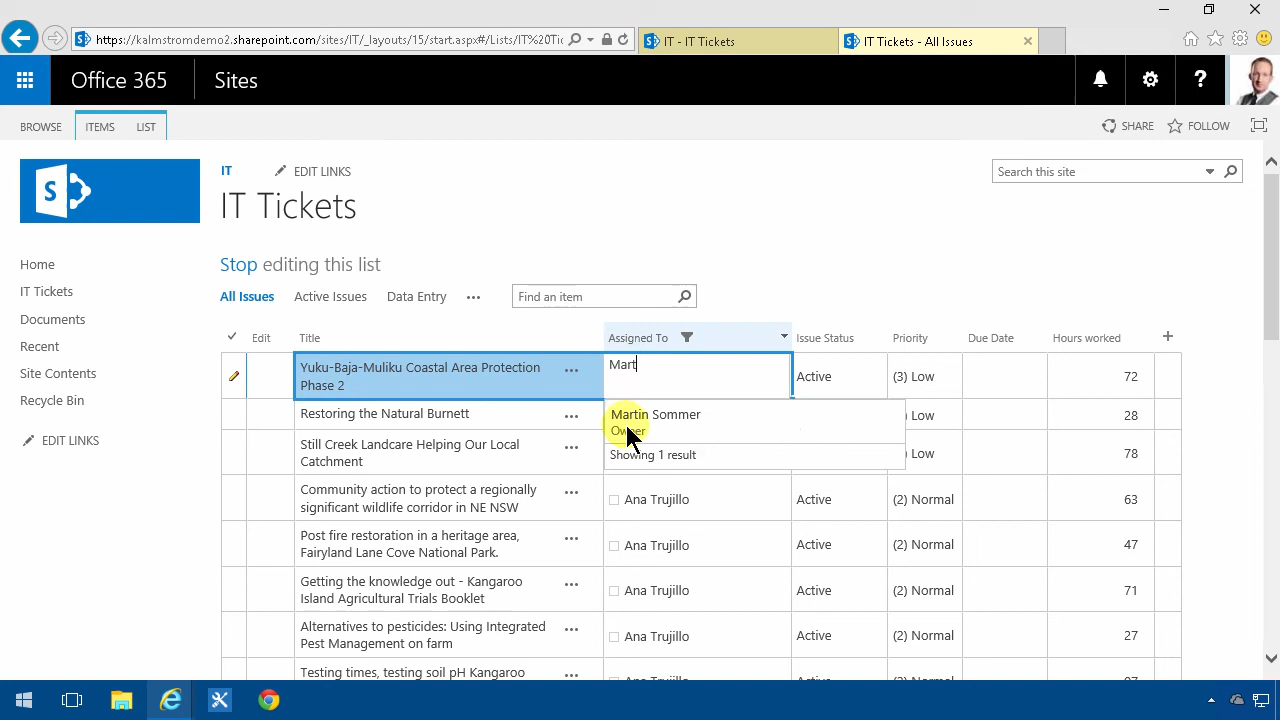 https://kalmstromdemo2.sharepoint.com/sites/IT/_layouts/15/start.aspx#/Lists/IT%20Tic
IT - IT Tickets
IT Tickets - All Issues
Office 365
Sites
?
BROWSE
ITEMS
LIST
SHARE
FOLLOW
IT
EDIT LINKS
Search this site
S
IT Tickets
Home
IT Tickets
Documents
Recent
Site Contents
Recycle Bin
EDIT LINKS
Stop editing this list
All Issues
Active Issues
Data Entry
Find an item
Edit
Title
Assigned To
Issue Status
Priority
Due Date
Hours worked
Yuku-Baja-Muliku Coastal Area Protection
Phase 2
Mart
Active
(3) Low
72
Restoring the Natural Burnett
Martin Sommer
Owner
Showing 1 result
Low
28
Still Creek Landcare Helping Our Local
Catchment
Low
78
Community action to protect a regionally
significant wildlife corridor in NE NSW
Ana Trujillo
Active
(2) Normal
63
Post fire restoration in a heritage area,
Fairyland Lane Cove National Park.
Ana Trujillo
Active
(2) Normal
47
Getting the knowledge out - Kangaroo
Island Agricultural Trials Booklet
Ana Trujillo
Active
(2) Normal
71
Alternatives to pesticides: Using Integrated
Pest Management on farm
Ana Trujillo
Active
(2) Normal
27
Testing times, testing soil pH Kangaroo